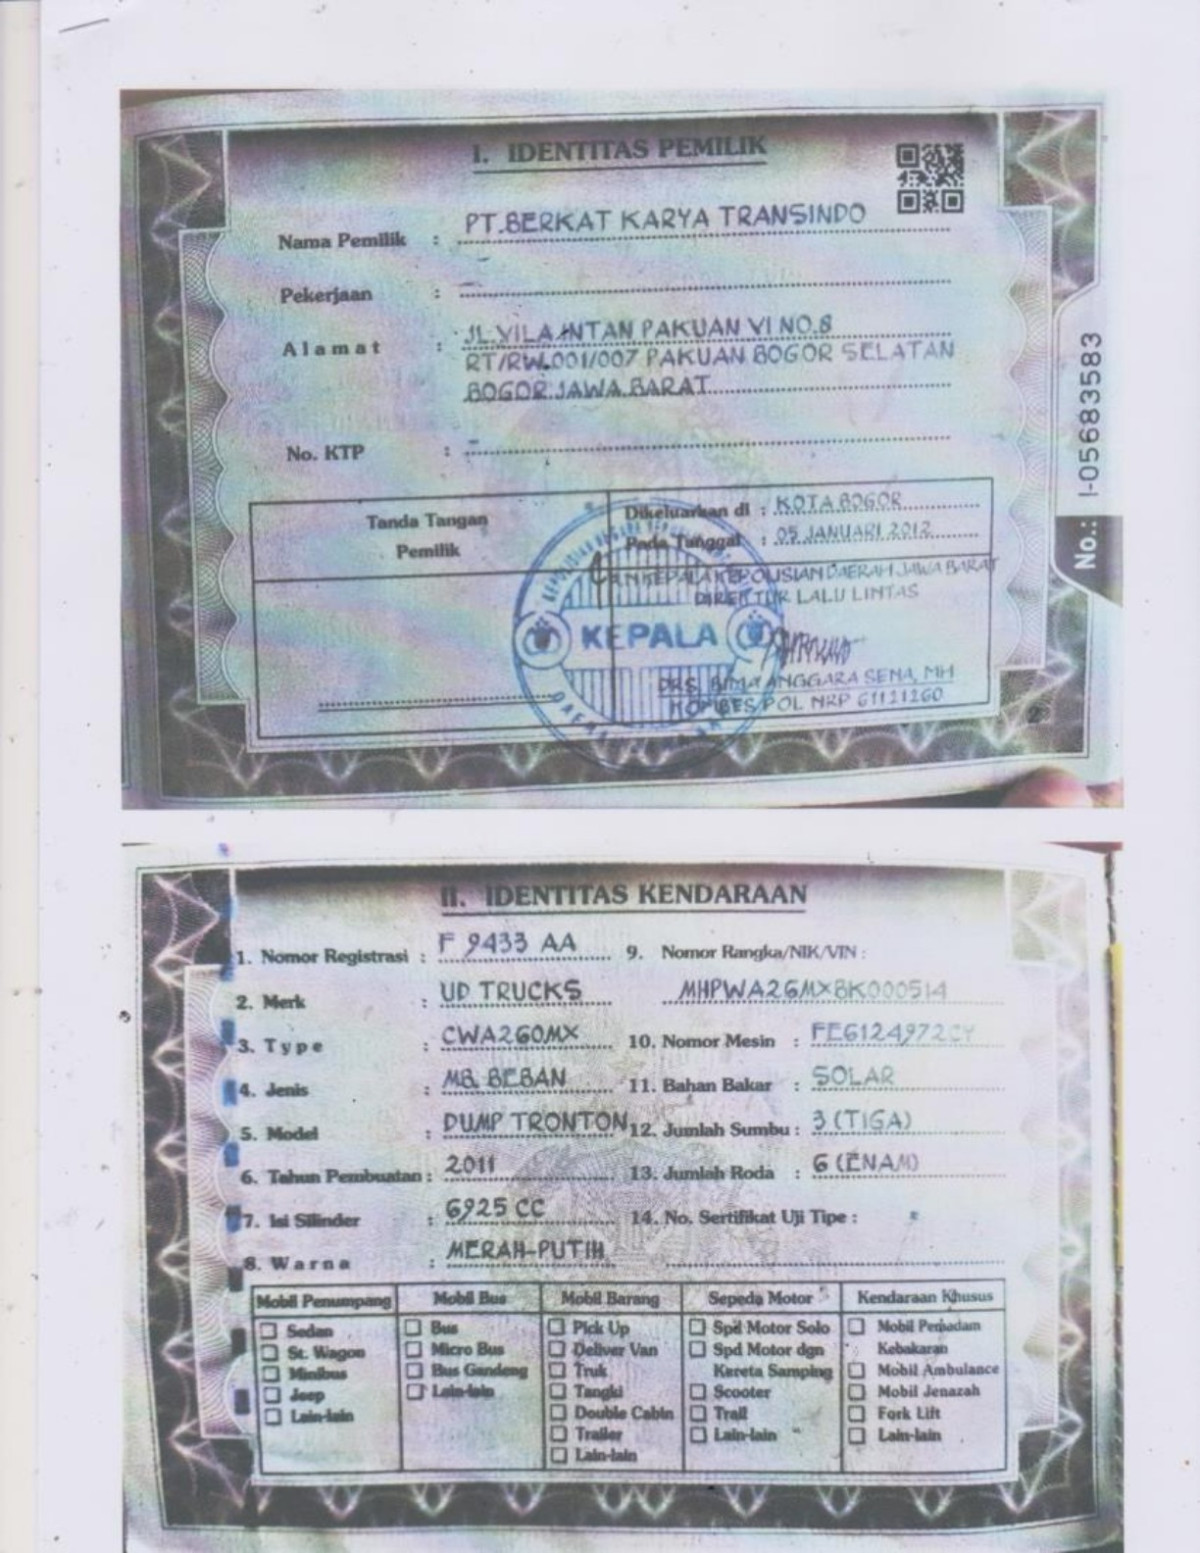 I. IDENTITAS PEMILIK
Nama Pemilik : PT.BERKAT KARYA TRANSINDO
Pekerjaan : -
Alamat : JL.VILA INTAN PAKUAN VI NO.8
RT/RW.001/007 PAKUAN BOGOR SELATAN
BOGOR JAWA BARAT
No. KTP : -
Tanda Tangan
Pemilik
Dikeluarkan di : KOTA BOGOR
Pada Tanggal : 05 JANUARI 2012
KEPALA KEPOLISIAN DAERAH JAWA BARAT
DIREKTUR LALU LINTAS
KEPALA
DRS. BIMA ANGGARA SENA, MH
KOMBES POL NRP 61121260
No.: I-05683583
II. IDENTITAS KENDARAAN
1. Nomor Registrasi : F 9433 AA
2. Merk : UD TRUCKS
3. Type : CWA260MX
4. Jenis : MB. BEBAN
5. Model : DUMP TRONTON
6. Tahun Pembuatan : 2011
7. Isi Silinder : 6925 CC
8. Warna : MERAH-PUTIH
9. Nomor Rangka/NIK/VIN :
MHPWA26MXBK000514
10. Nomor Mesin : FE6124972CY
11. Bahan Bakar : SOLAR
12. Jumlah Sumbu : 3 (TIGA)
13. Jumlah Roda : 6 (ENAM)
14. No. Sertifikat Uji Tipe :
Mobil Penumpang
Sedan
St. Wagon
Minibus
Jeep
Lain-lain
Mobil Bus
Bus
Micro Bus
Bus Gandeng
Lain-lain
Mobil Barang
Pick Up
Deliver Van
Truk
Tangki
Double Cabin
Trailer
Lain-lain
Sepeda Motor
Spd Motor Solo
Spd Motor dgn
Kereta Samping
Scooter
Trail
Lain-lain
Kendaraan Khusus
Mobil Pemadam
Kebakaran
Mobil Ambulance
Mobil Jenazah
Fork Lift
Lain-lain